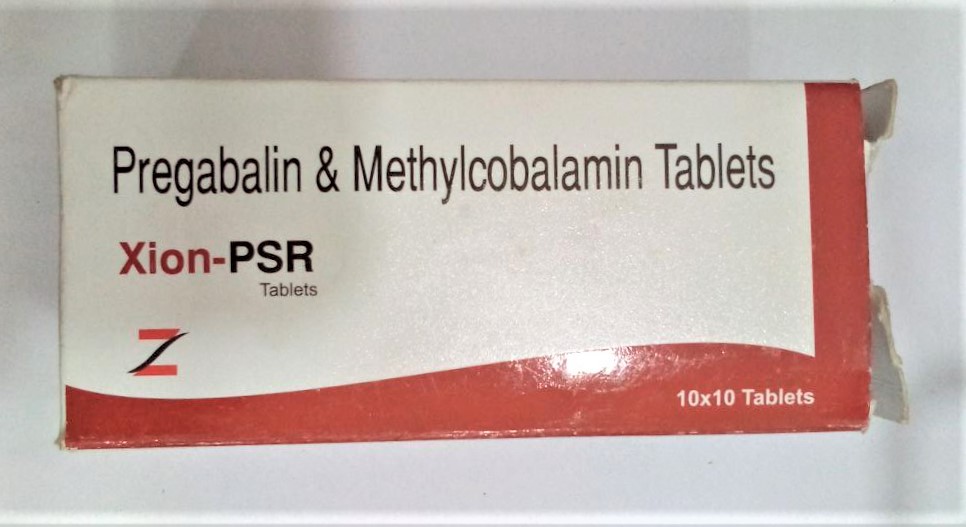 Pregabalin & Methylcobalamin Tablets
Xion-PSR
Tablets
Z
10x10 Tablets